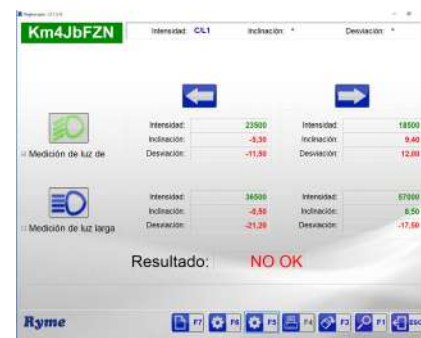 Km4JbFZN
Intensidad: C/L1 Inclinación: * Desviación: *
Intensidad: 23500 Intensidad: 18500
Inclinación: -5,30 Inclinación: 9,40
Medición de luz de Desviación: -11,50 Desviación: 12,00
Intensidad: 36500 Intensidad: 57000
Inclinación: -0,50 Inclinación: 8,50
Medición de luz larga Desviación: -21,20 Desviación: -17,50
Resultado: NO OK
Ryme F7 F6 F5 F4 F3 F1 ESC